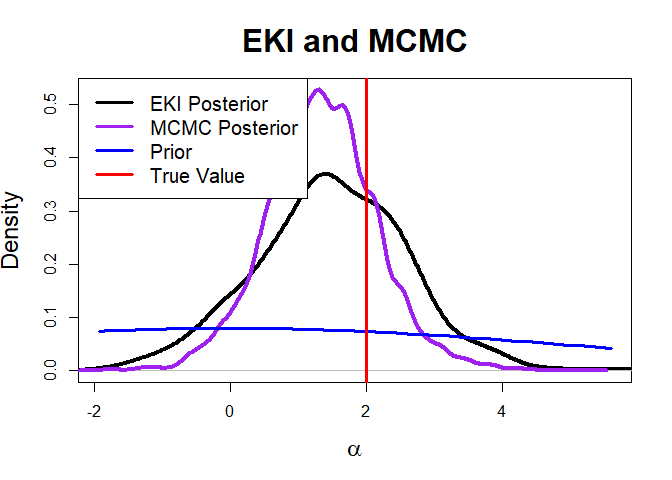 EKI and MCMC
EKI Posterior
MCMC Posterior
Prior
True Value
Density
0.5
0.4
0.3
0.2
0.1
0.0
-2
0
2
4
α